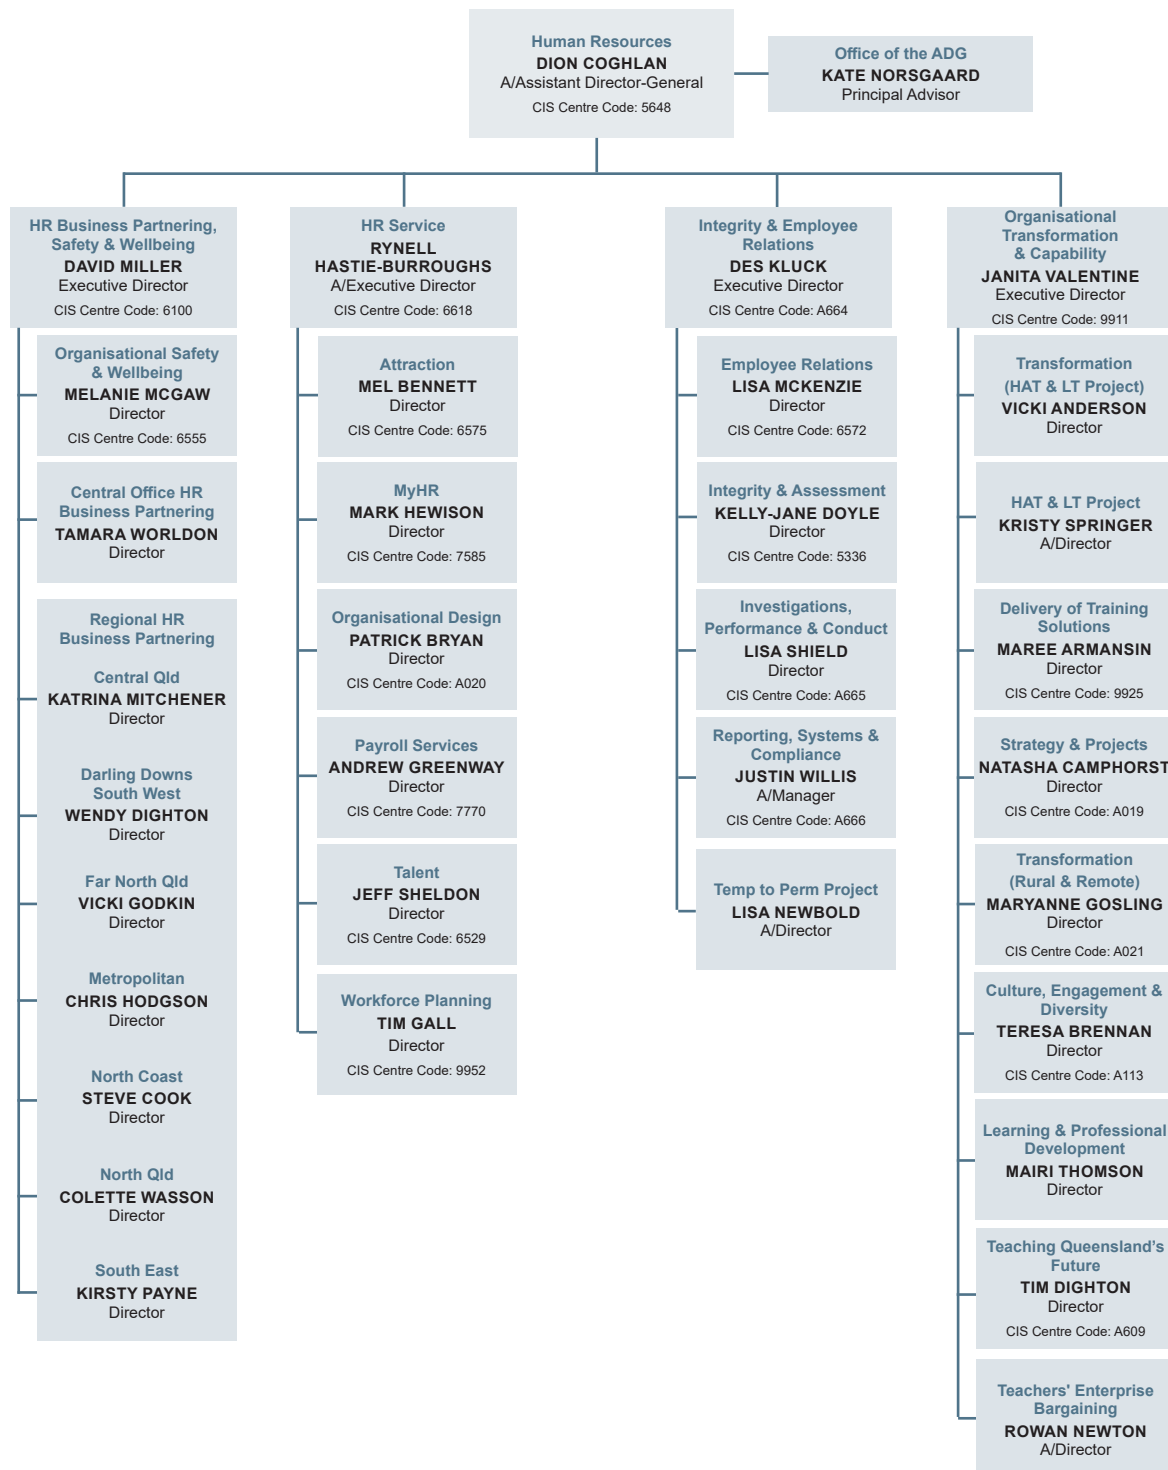 Human Resources
DION COGHLAN
A/Assistant Director-General
CIS Centre Code: 5648
Office of the ADG
KATE NORSGAARD
Principal Advisor
HR Business Partnering,
Safety & Wellbeing
DAVID MILLER
Executive Director
CIS Centre Code: 6100
Organisational Safety
& Wellbeing
MELANIE MCGAW
Director
CIS Centre Code: 6555
Central Office HR
Business Partnering
TAMARA WORLDON
Director
Regional HR
Business Partnering
Central Qld
KATRINA MITCHENER
Director
Darling Downs
South West
WENDY DIGHTON
Director
Far North Qld
VICKI GODKIN
Director
Metropolitan
CHRIS HODGSON
Director
North Coast
STEVE COOK
Director
North Qld
COLETTE WASSON
Director
South East
KIRSTY PAYNE
Director
HR Service
RYNELL
HASTIE-BURROUGHS
A/Executive Director
CIS Centre Code: 6618
Attraction
MEL BENNETT
Director
CIS Centre Code: 6575
MyHR
MARK HEWISON
Director
CIS Centre Code: 7585
Organisational Design
PATRICK BRYAN
Director
CIS Centre Code: A020
Payroll Services
ANDREW GREENWAY
Director
CIS Centre Code: 7770
Talent
JEFF SHELDON
Director
CIS Centre Code: 6529
Workforce Planning
TIM GALL
Director
CIS Centre Code: 9952
Integrity & Employee
Relations
DES KLUCK
Executive Director
CIS Centre Code: A664
Employee Relations
LISA MCKENZIE
Director
CIS Centre Code: 6572
Integrity & Assessment
KELLY-JANE DOYLE
Director
CIS Centre Code: 5336
Investigations,
Performance & Conduct
LISA SHIELD
Director
CIS Centre Code: A665
Reporting, Systems &
Compliance
JUSTIN WILLIS
A/Manager
CIS Centre Code: A666
Temp to Perm Project
LISA NEWBOLD
A/Director
Organisational
Transformation
& Capability
JANITA VALENTINE
Executive Director
CIS Centre Code: 9911
Transformation
(HAT & LT Project)
VICKI ANDERSON
Director
HAT & LT Project
KRISTY SPRINGER
A/Director
Delivery of Training
Solutions
MAREE ARMANSIN
Director
CIS Centre Code: 9925
Strategy & Projects
NATASHA CAMPHORST
Director
CIS Centre Code: A019
Transformation
(Rural & Remote)
MARYANNE GOSLING
Director
CIS Centre Code: A021
Culture, Engagement &
Diversity
TERESA BRENNAN
Director
CIS Centre Code: A113
Learning & Professional
Development
MAIRI THOMSON
Director
Teaching Queensland's
Future
TIM DIGHTON
Director
CIS Centre Code: A609
Teachers' Enterprise
Bargaining
ROWAN NEWTON
A/Director